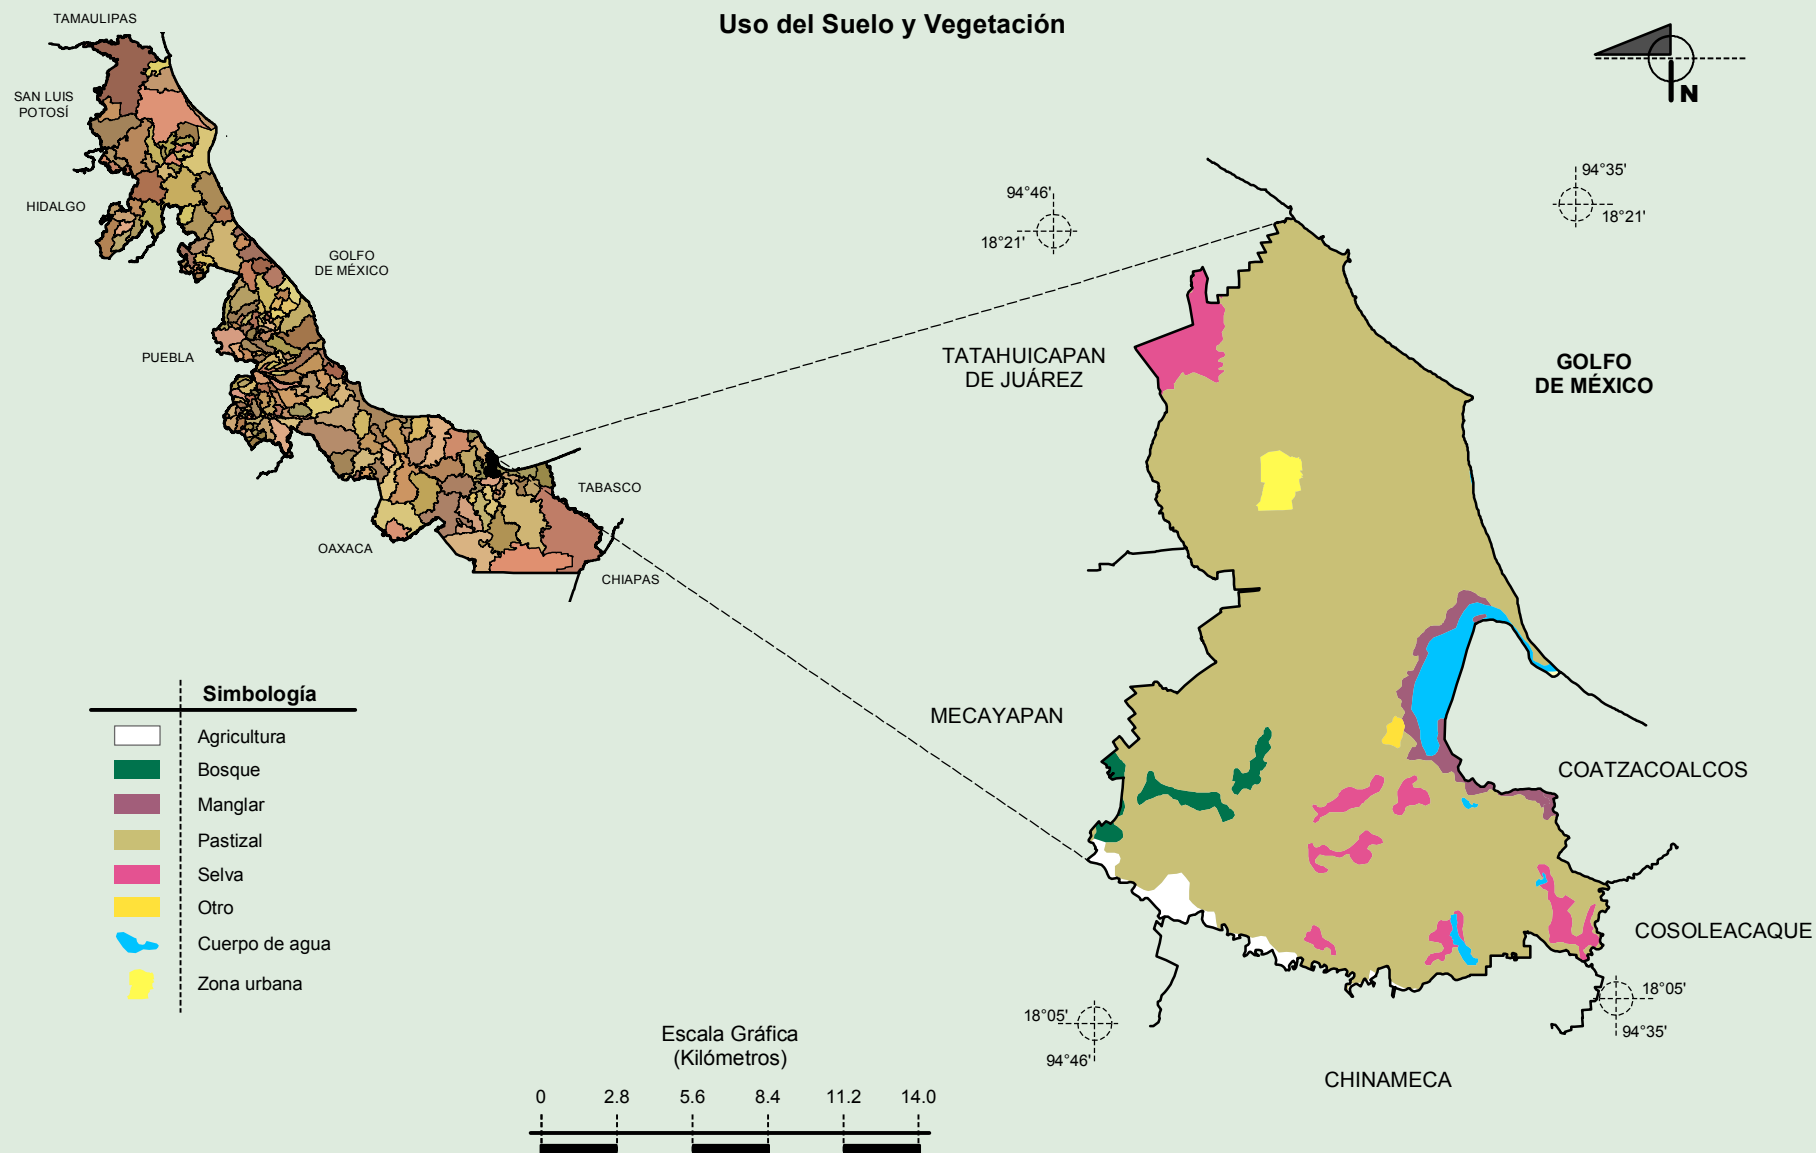 Uso del Suelo y Vegetación
TAMAULIPAS
SAN LUIS
POTOSÍ
HIDALGO
GOLFO
DE MÉXICO
PUEBLA
TABASCO
OAXACA
CHIAPAS
N
94°46'
18°21'
94°35'
18°21'
TATAHUICAPAN
DE JUÁREZ
GOLFO
DE MÉXICO
MECAYAPAN
COATZACOALCOS
COSOLEACAQUE
18°05'
94°46'
18°05'
94°35'
CHINAMECA
Simbología
Agricultura
Bosque
Manglar
Pastizal
Selva
Otro
Cuerpo de agua
Zona urbana
Escala Gráfica
(Kilómetros)
0 2.8 5.6 8.4 11.2 14.0